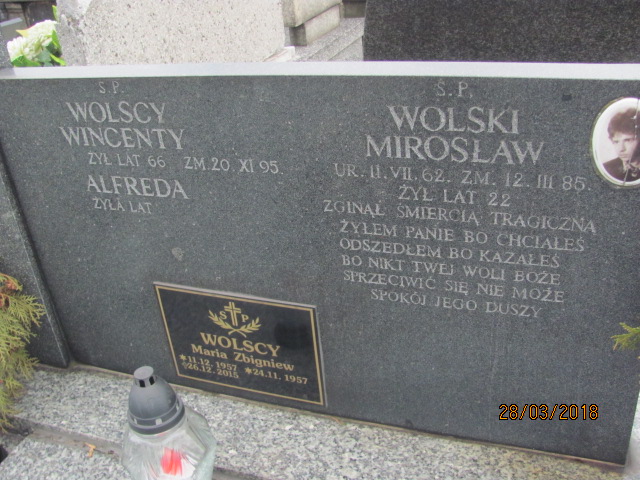 Ś.P.
WOLSCY
WINCENTY
ŻYŁ LAT 66 ZM.20. XI 95.
ALFREDA
ŻYŁA LAT
Ś.P.
WOLSKI
MIROSŁAW
UR. 11. VII. 62. ZM. 12. III 85.
ŻYŁ LAT 22
ZGINĄŁ ŚMIERCIĄ TRAGICZNĄ
ŻYŁEM PANIE BO CHCIAŁEŚ
ODSZEDŁEM BO KAZAŁEŚ
BO NIKT TWEJ WOLI BOŻE
SPRZECIWIĆ SIĘ NIE MOŻE
SPOKÓJ JEGO DUSZY
Ś P
WOLSCY
Maria Zbigniew
*11.12. 1957
26.12. 2015 *24.11. 1957
28/03/2018